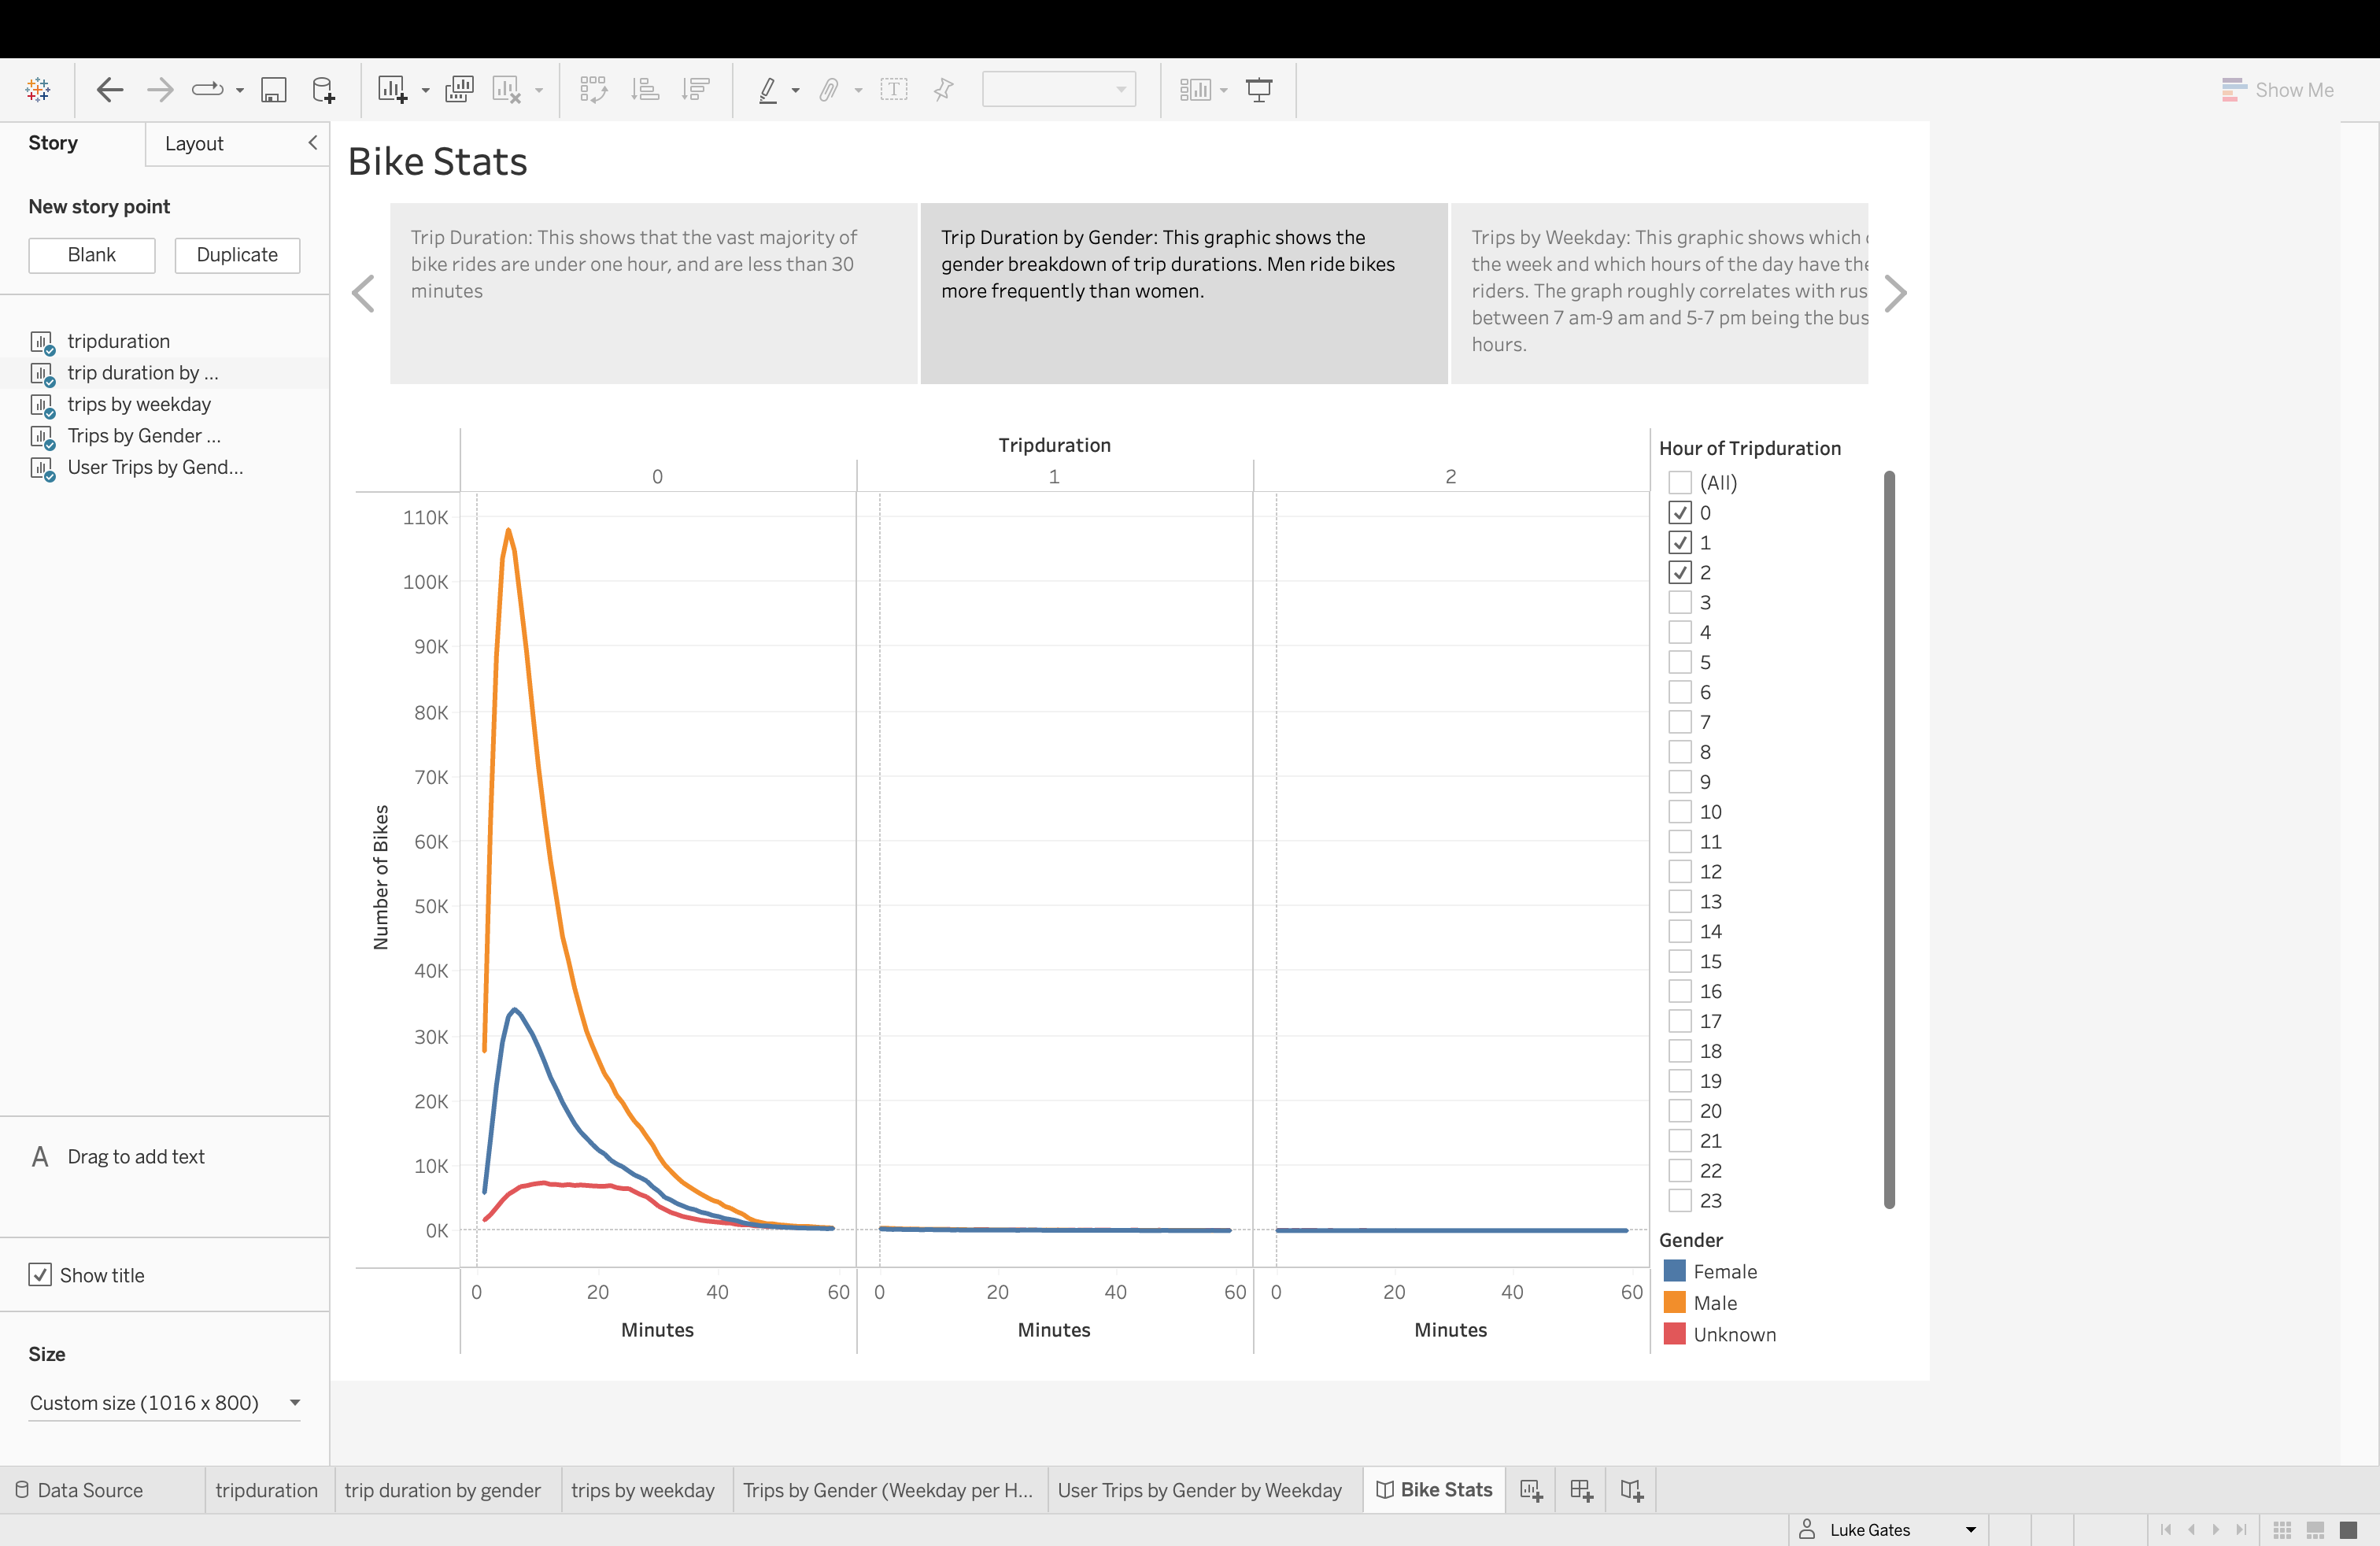 Show Me
Story
Layout
New story point
Blank
Duplicate
tripduration
trip duration by ...
trips by weekday
Trips by Gender ...
User Trips by Gend...
A Drag to add text
Show title
Size
Custom size (1016 x 800)
Bike Stats
Trip Duration: This shows that the vast majority of
bike rides are under one hour, and are less than 30
minutes
Trip Duration by Gender: This graphic shows the
gender breakdown of trip durations. Men ride bikes
more frequently than women.
Trips by Weekday: This graphic shows which
the week and which hours of the day have the
riders. The graph roughly correlates with rus
between 7 am-9 am and 5-7 pm being the bus
hours.
Tripduration
0 1 2
Number of Bikes
110K
100K
90K
80K
70K
60K
50K
40K
30K
20K
10K
0K
0 20 40 60 0 20 40 60 0 20 40 60
Minutes Minutes Minutes
Hour of Tripduration
(All)
0
1
2
3
4
5
6
7
8
9
10
11
12
13
14
15
16
17
18
19
20
21
22
23
Gender
Female
Male
Unknown
Data Source tripduration trip duration by gender trips by weekday Trips by Gender (Weekday per H... User Trips by Gender by Weekday Bike Stats
Luke Gates